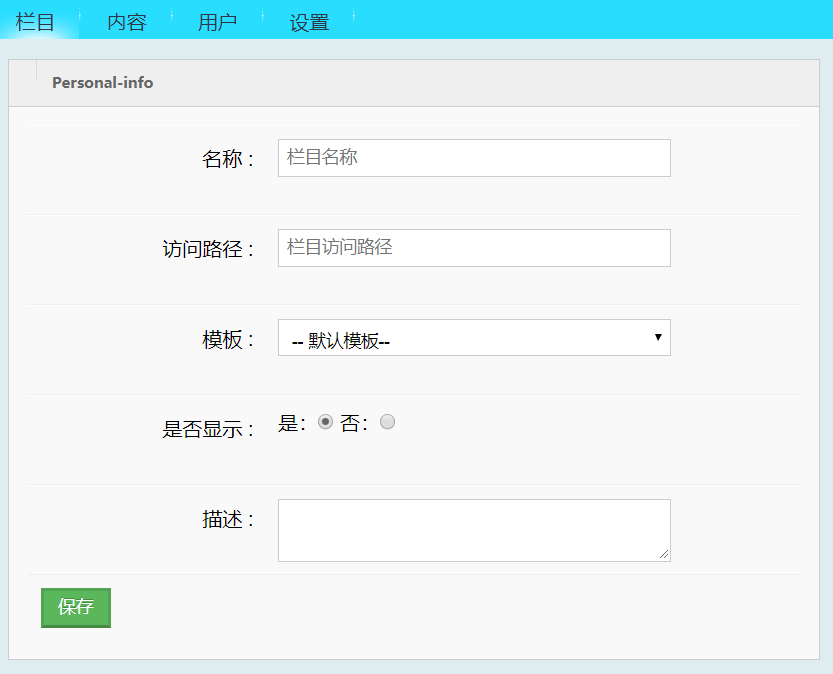 栏目 内容 用户 设置
Personal-info
名称 : 栏目名称
访问路径 : 栏目访问路径
模板 : -- 默认模板--
是否显示 : 是： 否：
描述 :
保存